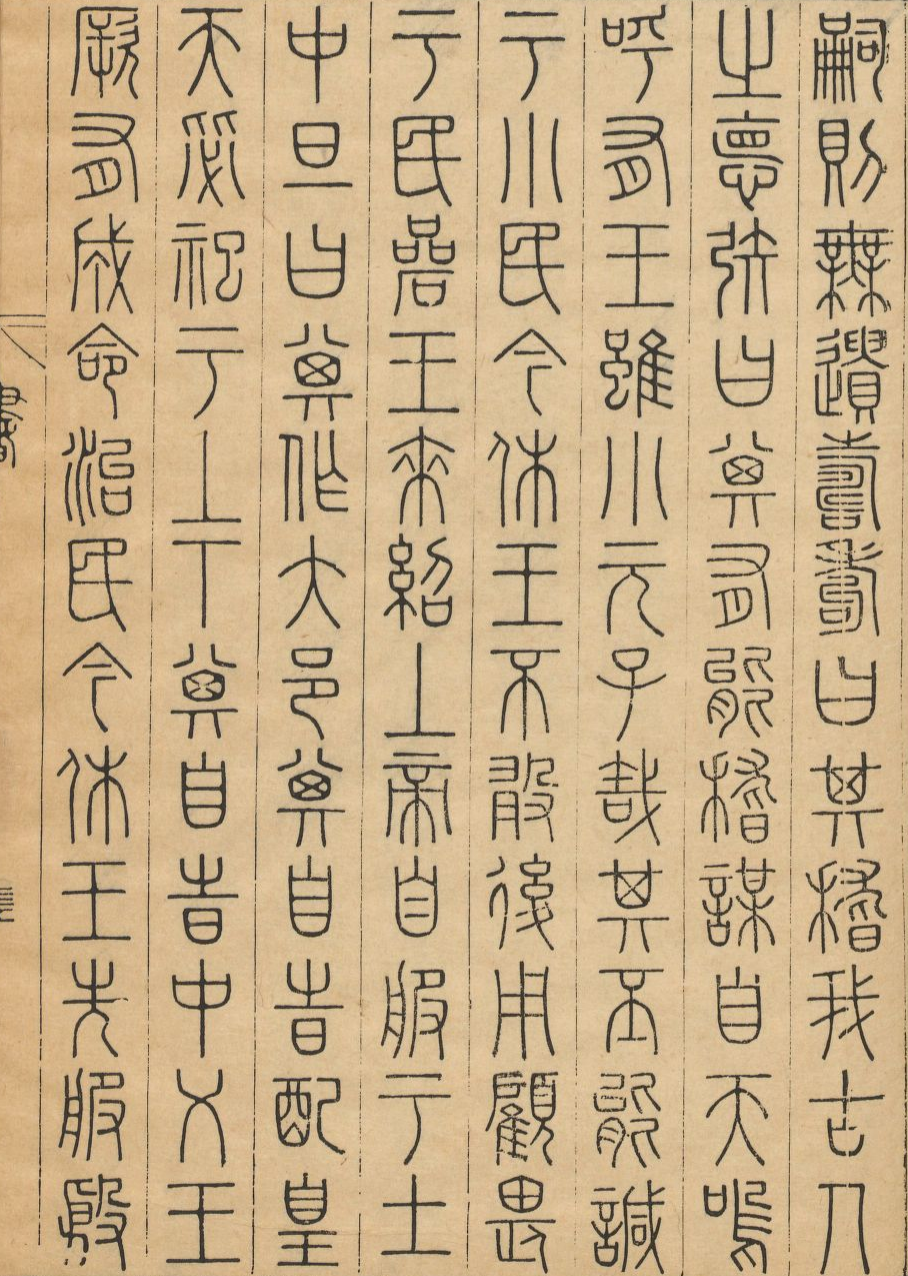 嗣則無遺壽耇曰其稽我古人
之德矧曰其有能稽謀自天嗚
呼有王雖小元子哉其丕能諴
于小民今休王不敢後用顧畏
于民碞王來紹上帝自服于土
中旦曰其作大邑其自時配皇
天毖祀于上下其自時中乂王
厥有成命治民今休王先服殷